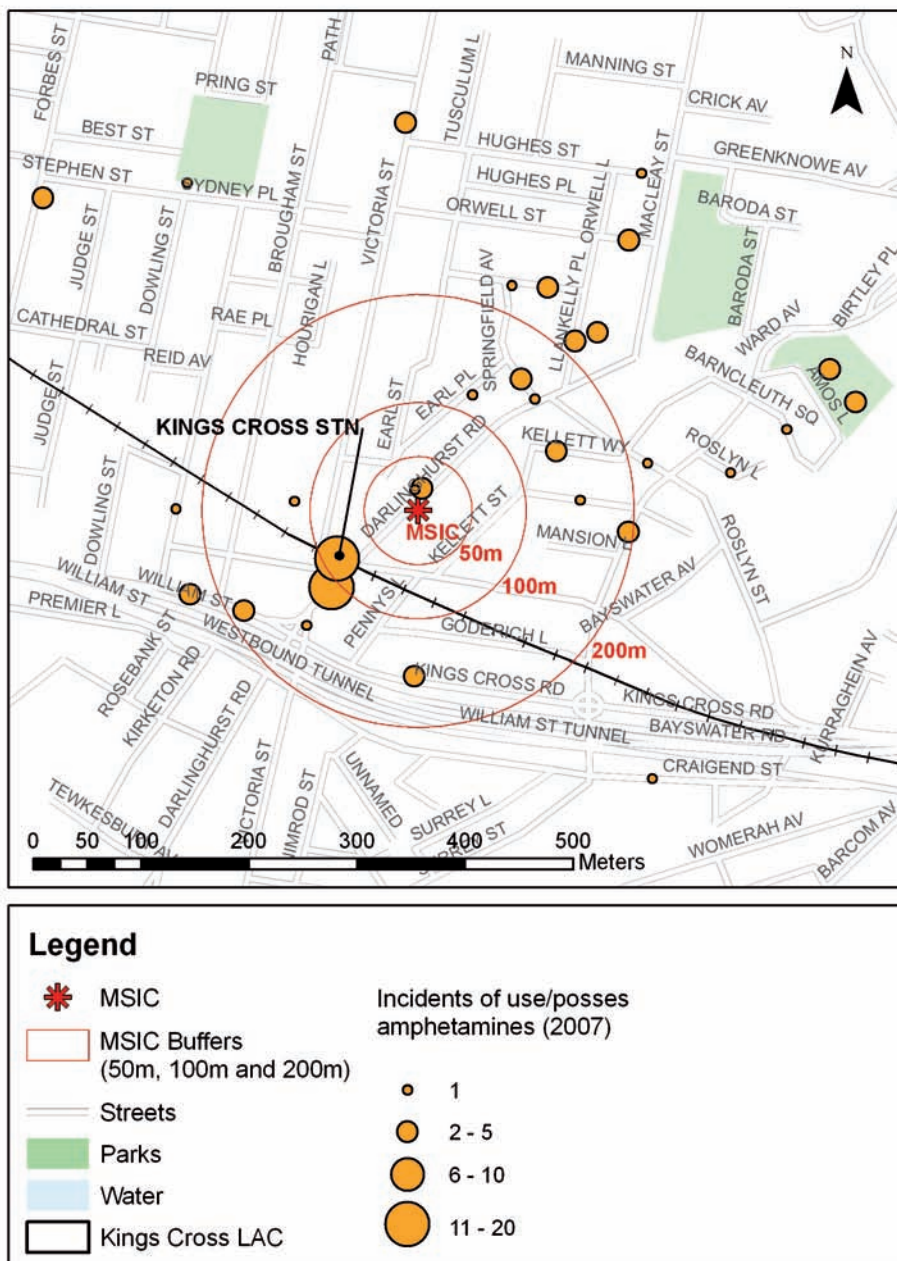 FORBES ST
PRING ST
PATH
TUSCULUM L
MANNING ST
N
CRICK AV
BEST ST
HUGHES ST
GREENKNOWE AV
STEPHEN ST
SYDNEY PL
BROUGHAM ST
VICTORIA ST
HUGHES PL
ORWELL L
MACLEAY ST
ORWELL ST
BARODA ST
JUDGE ST
DOWLING ST
HOURIGAN L
SPRINGFIELD AV
LLANKELLY PL
BARODA ST
BIRTLEY PL
CATHEDRAL ST
RAE PL
WARD AV
REID AV
EARL ST
EARL PL
BARNCLEUTH SQ
AMOS L
JUDGE ST
KINGS CROSS STN
DARLINGHURST RD
KELLETT WY
ROSLYN L
DOWLING ST
MSIC
KELLETT ST
MANSION L
50m
100m
200m
ROSLYN ST
WILLIAM ST
WILLIAM ST
PREMIER L
PENNYS L
GODERICH L
BAYSWATER AV
ROSEBANK ST
KIRKETON RD
WESTBOUND TUNNEL
KINGS CROSS RD
KINGS CROSS RD
WILLIAM ST TUNNEL
BAYSWATER RD
KURRAGHEIN AV
DARLINGHURST RD
VICTORIA ST
CRAIGEND ST
TEWKESBURY AV
NIMROD ST
UNNAMED
SURREY L
SURREY ST
WOMERAH AV
BARCOM AV
0 50 100 200 300 400 500
Meters
Legend
MSIC
MSIC Buffers
(50m, 100m and 200m)
Streets
Parks
Water
Kings Cross LAC
Incidents of use/posses
amphetamines (2007)
1
2 - 5
6 - 10
11 - 20